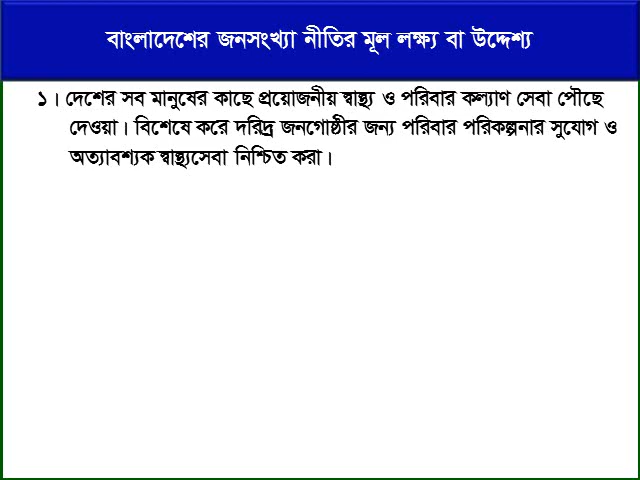 বাংলাদেশের জনসংখ্যা নীতির মূল লক্ষ্য বা উদ্দেশ্য
১। দেশের সব মানুষের কাছে প্রয়োজনীয় স্বাস্থ্য ও পরিবার কল্যাণ সেবা পৌছে
দেওয়া। বিশেষে করে দরিদ্র জনগোষ্ঠীর জন্য পরিবার পরিকল্পনার সুযোগ ও
অত্যাবশ্যক স্বাস্থ্যসেবা নিশ্চিত করা।